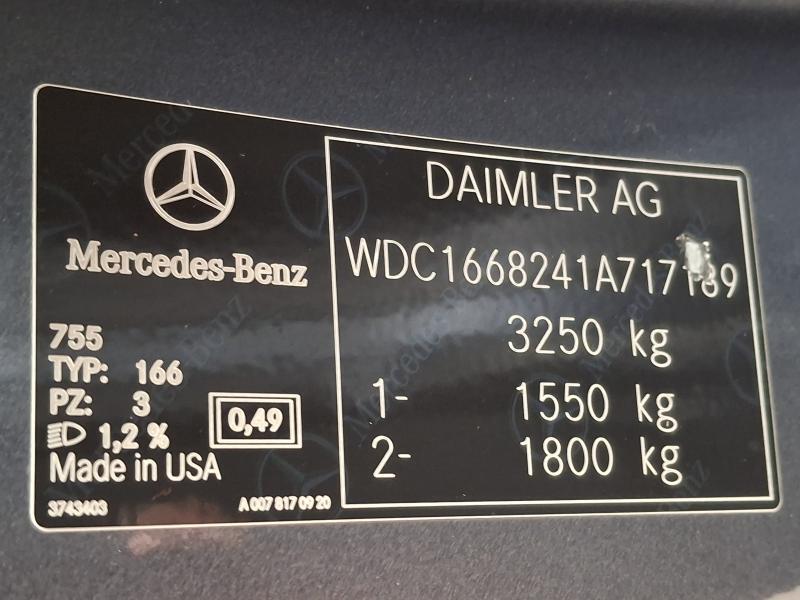 Mercedes-Benz
755
TYP: 166
PZ: 3
1,2 %
0,49
Made in USA
3743403
A 007 817 09 20
DAIMLER AG
3250 kg
1- 1550 kg
2- 1800 kg